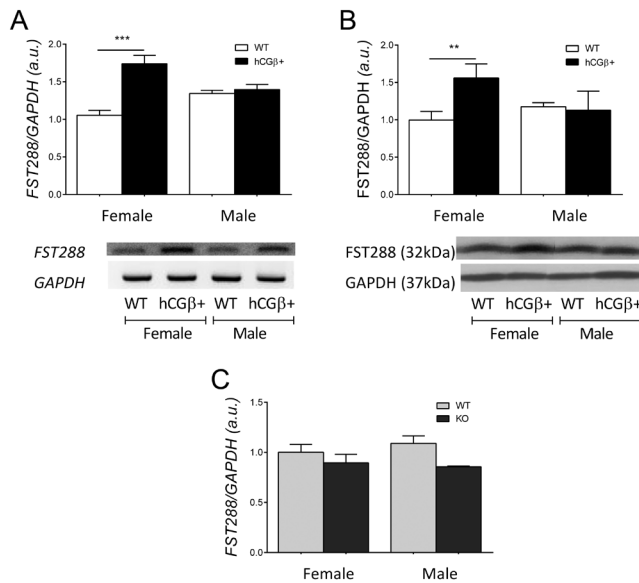 A
FST288/GAPDH (a.u.)
2.0
1.5
1.0
0.5
0.0
***
WT
hCGβ+
Female Male
FST288
GAPDH
WT hCGβ+ WT hCGβ+
Female Male
B
FST288/GAPDH (a.u.)
2.0
1.5
1.0
0.5
0.0
**
WT
hCGβ+
Female Male
FST288 (32kDa)
GAPDH (37kDa)
WT hCGβ+ WT hCGβ+
Female Male
C
FST288/GAPDH (a.u.)
1.5
1.0
0.5
0.0
WT
KO
Female Male